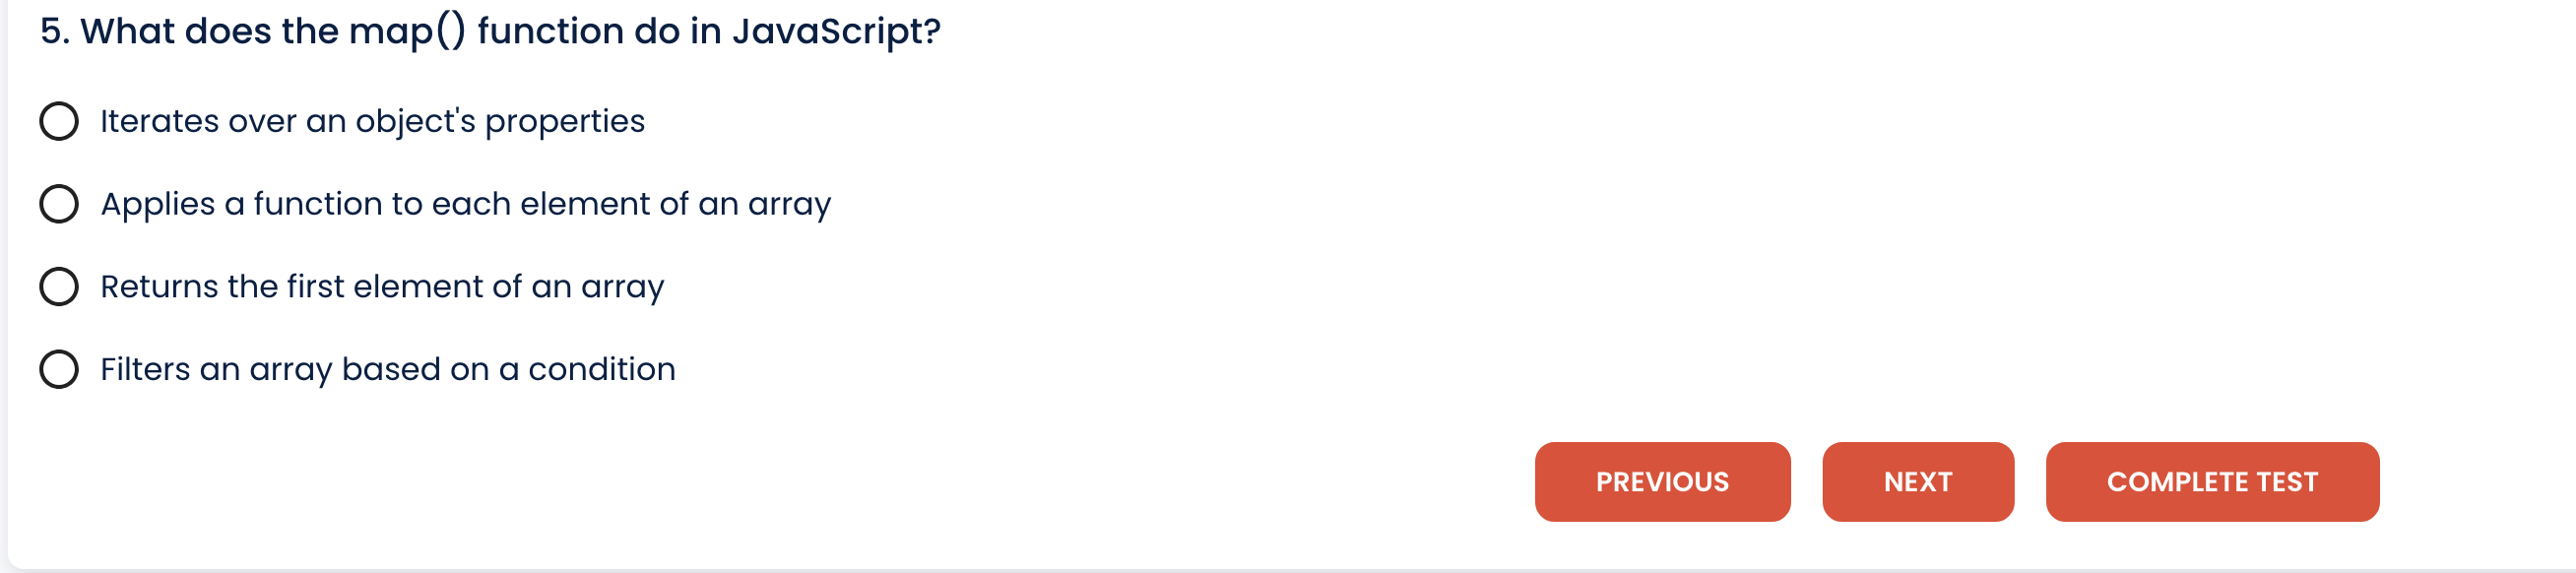 5. What does the map() function do in JavaScript?
Iterates over an object's properties
Applies a function to each element of an array
Returns the first element of an array
Filters an array based on a condition
PREVIOUS NEXT COMPLETE TEST